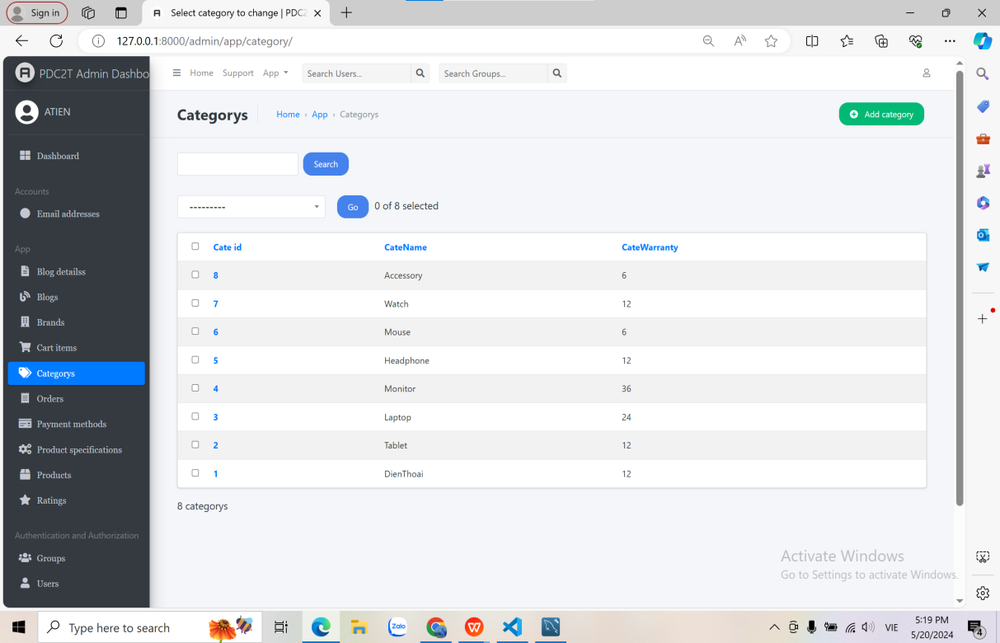 Sign in
Select category to change | PDC2
127.0.0.1:8000/admin/app/category/
PDC2T Admin Dashbo
Home Support App Search Users... Search Groups...
ATIEN
Categorys Home › App › Categorys Add category
Dashboard
Search
Accounts
Email addresses
--------- Go 0 of 8 selected
App
Blog detailss
Blogs
Brands
Cart items
Categorys
Orders
Payment methods
Product specifications
Products
Ratings
Authentication and Authorization
Groups
Users
Cate id CateName CateWarranty
8 Accessory 6
7 Watch 12
6 Mouse 6
5 Headphone 12
4 Monitor 36
3 Laptop 24
2 Tablet 12
1 DienThoai 12
8 categorys
Activate Windows
Go to Settings to activate Windows.
Type here to search
Zalo
VIE
5:19 PM
5/20/2024
4